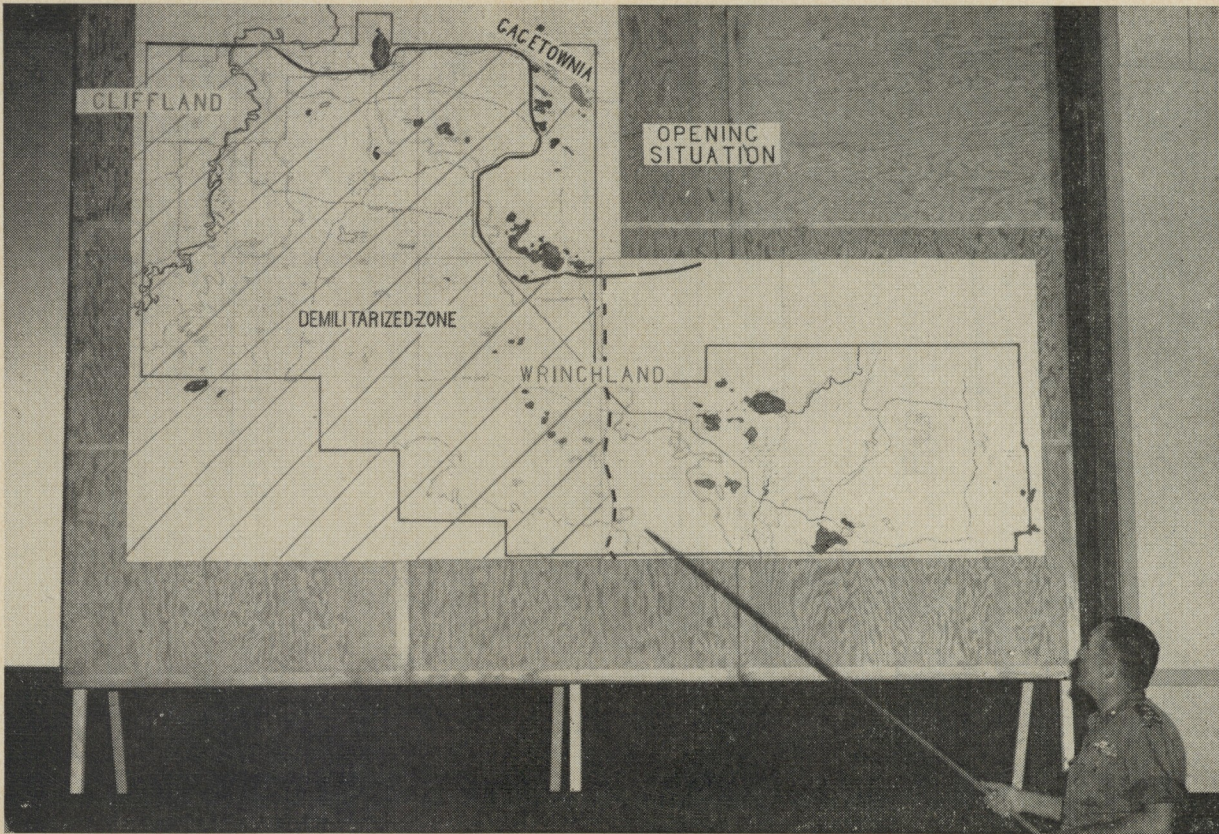 GAGETOWNIA
CLIFFLAND
OPENING
SITUATION
DEMILITARIZED-ZONE
WRINCHLAND